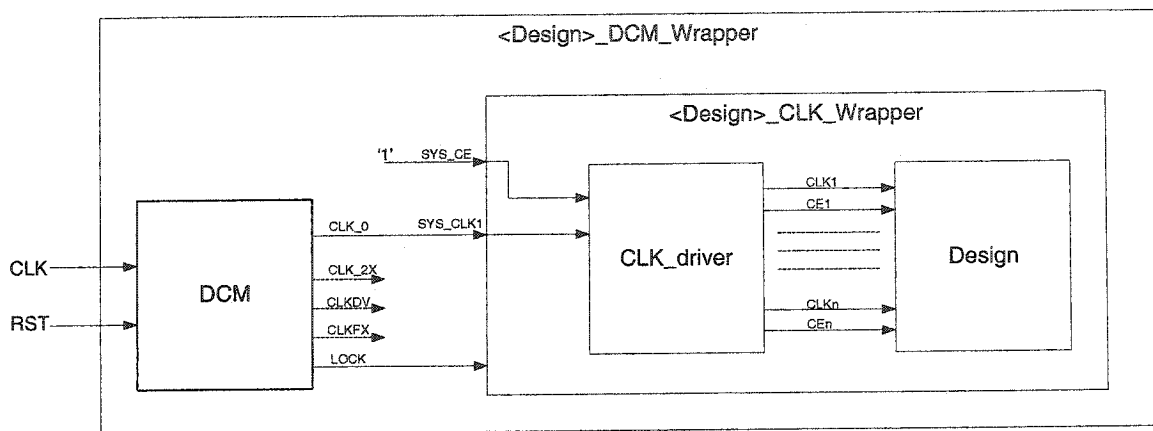 <Design>_DCM_Wrapper
<Design>_CLK_Wrapper
'1'
SYS_CE
CLK1
CE1
CLK_0
SYS_CLK1
CLK_driver
Design
CLK
CLK_2X
DCM
CLKDV
CLKn
RST
CLKFX
CEn
LOCK